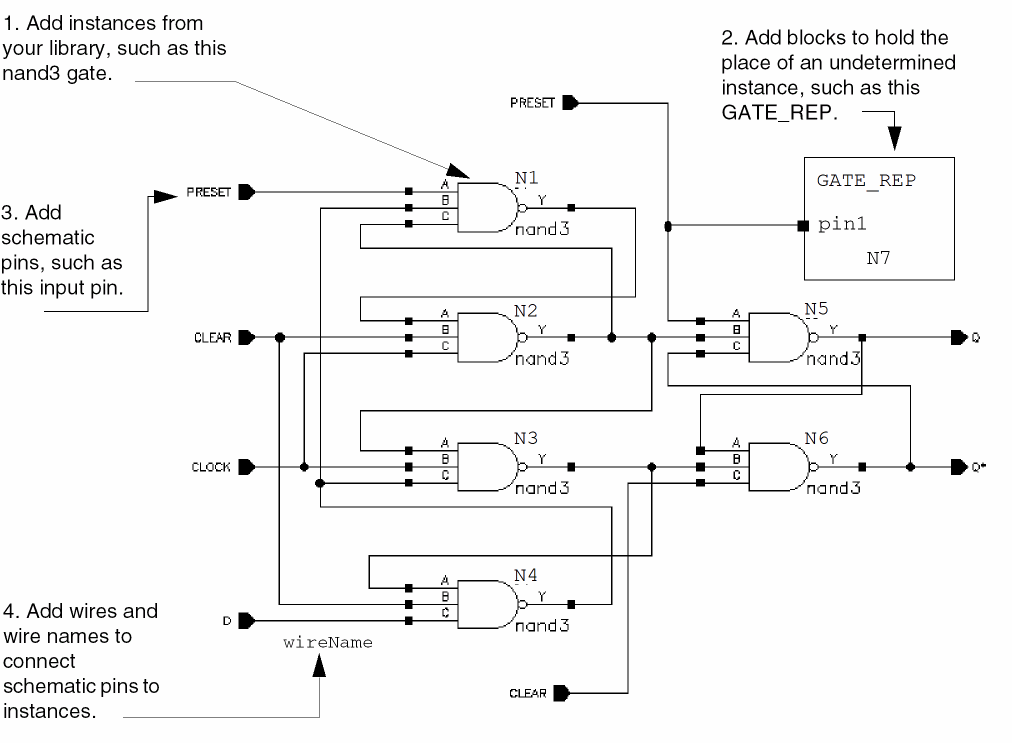 1. Add instances from
your library, such as this
nand3 gate.
2. Add blocks to hold the
place of an undetermined
instance, such as this
GATE_REP.
PRESET
GATE_REP
pin1
N7
3. Add
schematic
pins, such as
this input pin.
PRESET
A
B
C
N1
Y
nand3
CLEAR
A
B
C
N2
Y
nand3
A
B
C
N5
Y
nand3
Q
CLOCK
A
B
C
N3
Y
nand3
A
B
C
N6
Y
nand3
Q*
4. Add wires and
wire names to
connect
schematic pins to
instances.
D
A
B
C
N4
Y
nand3
wireName
CLEAR